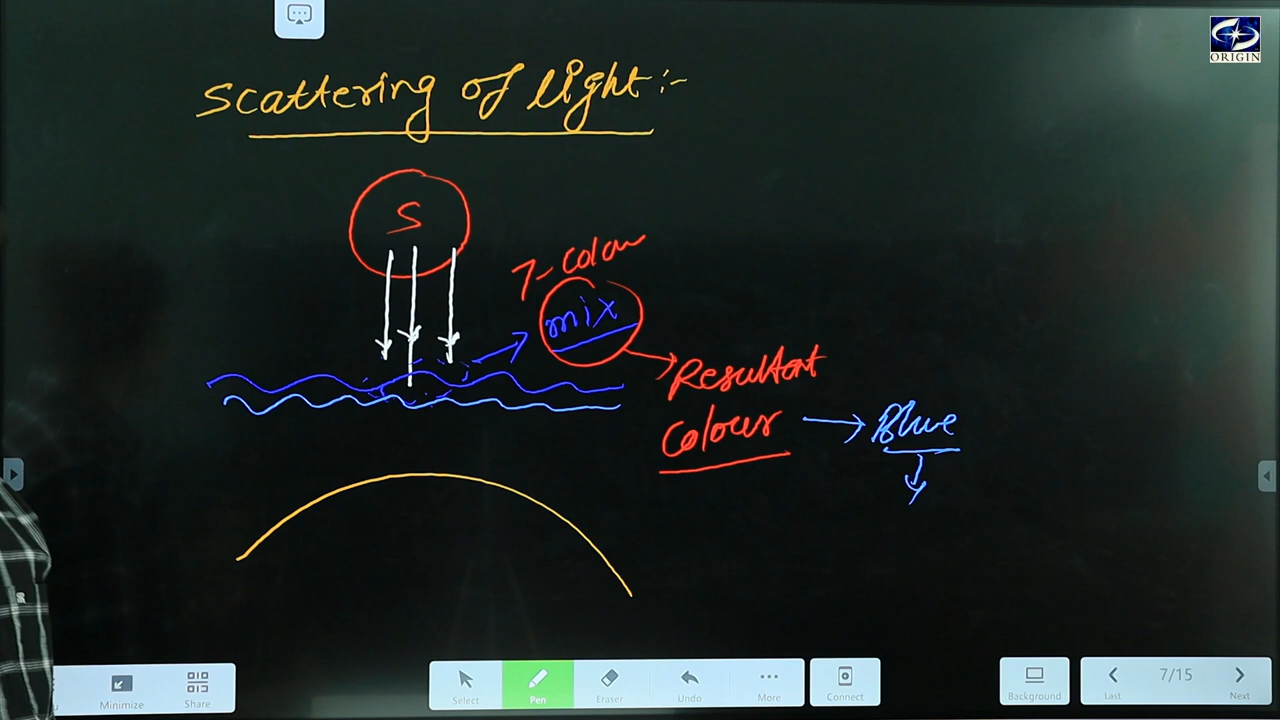 ORIGIN
Scattering of light :-
S
7-colour
mix
Resultant
colour
Blue
Minimize
Share
Select
Pen
Eraser
Undo
More
Connect
Background
Last
7/15
Next